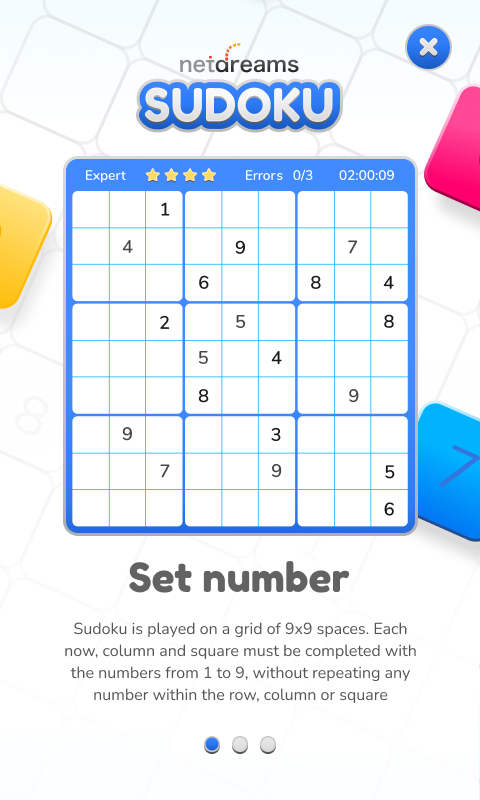 netdreams
SUDOKU
Expert Errors 0/3 02:00:09
1
4 9 7
6 8 4
2 5 8
5 4
8 9
9 3
7 9 5
6
8
7
Set number
Sudoku is played on a grid of 9x9 spaces. Each
now, column and square must be completed with
the numbers from 1 to 9, without repeating any
number within the row, column or square